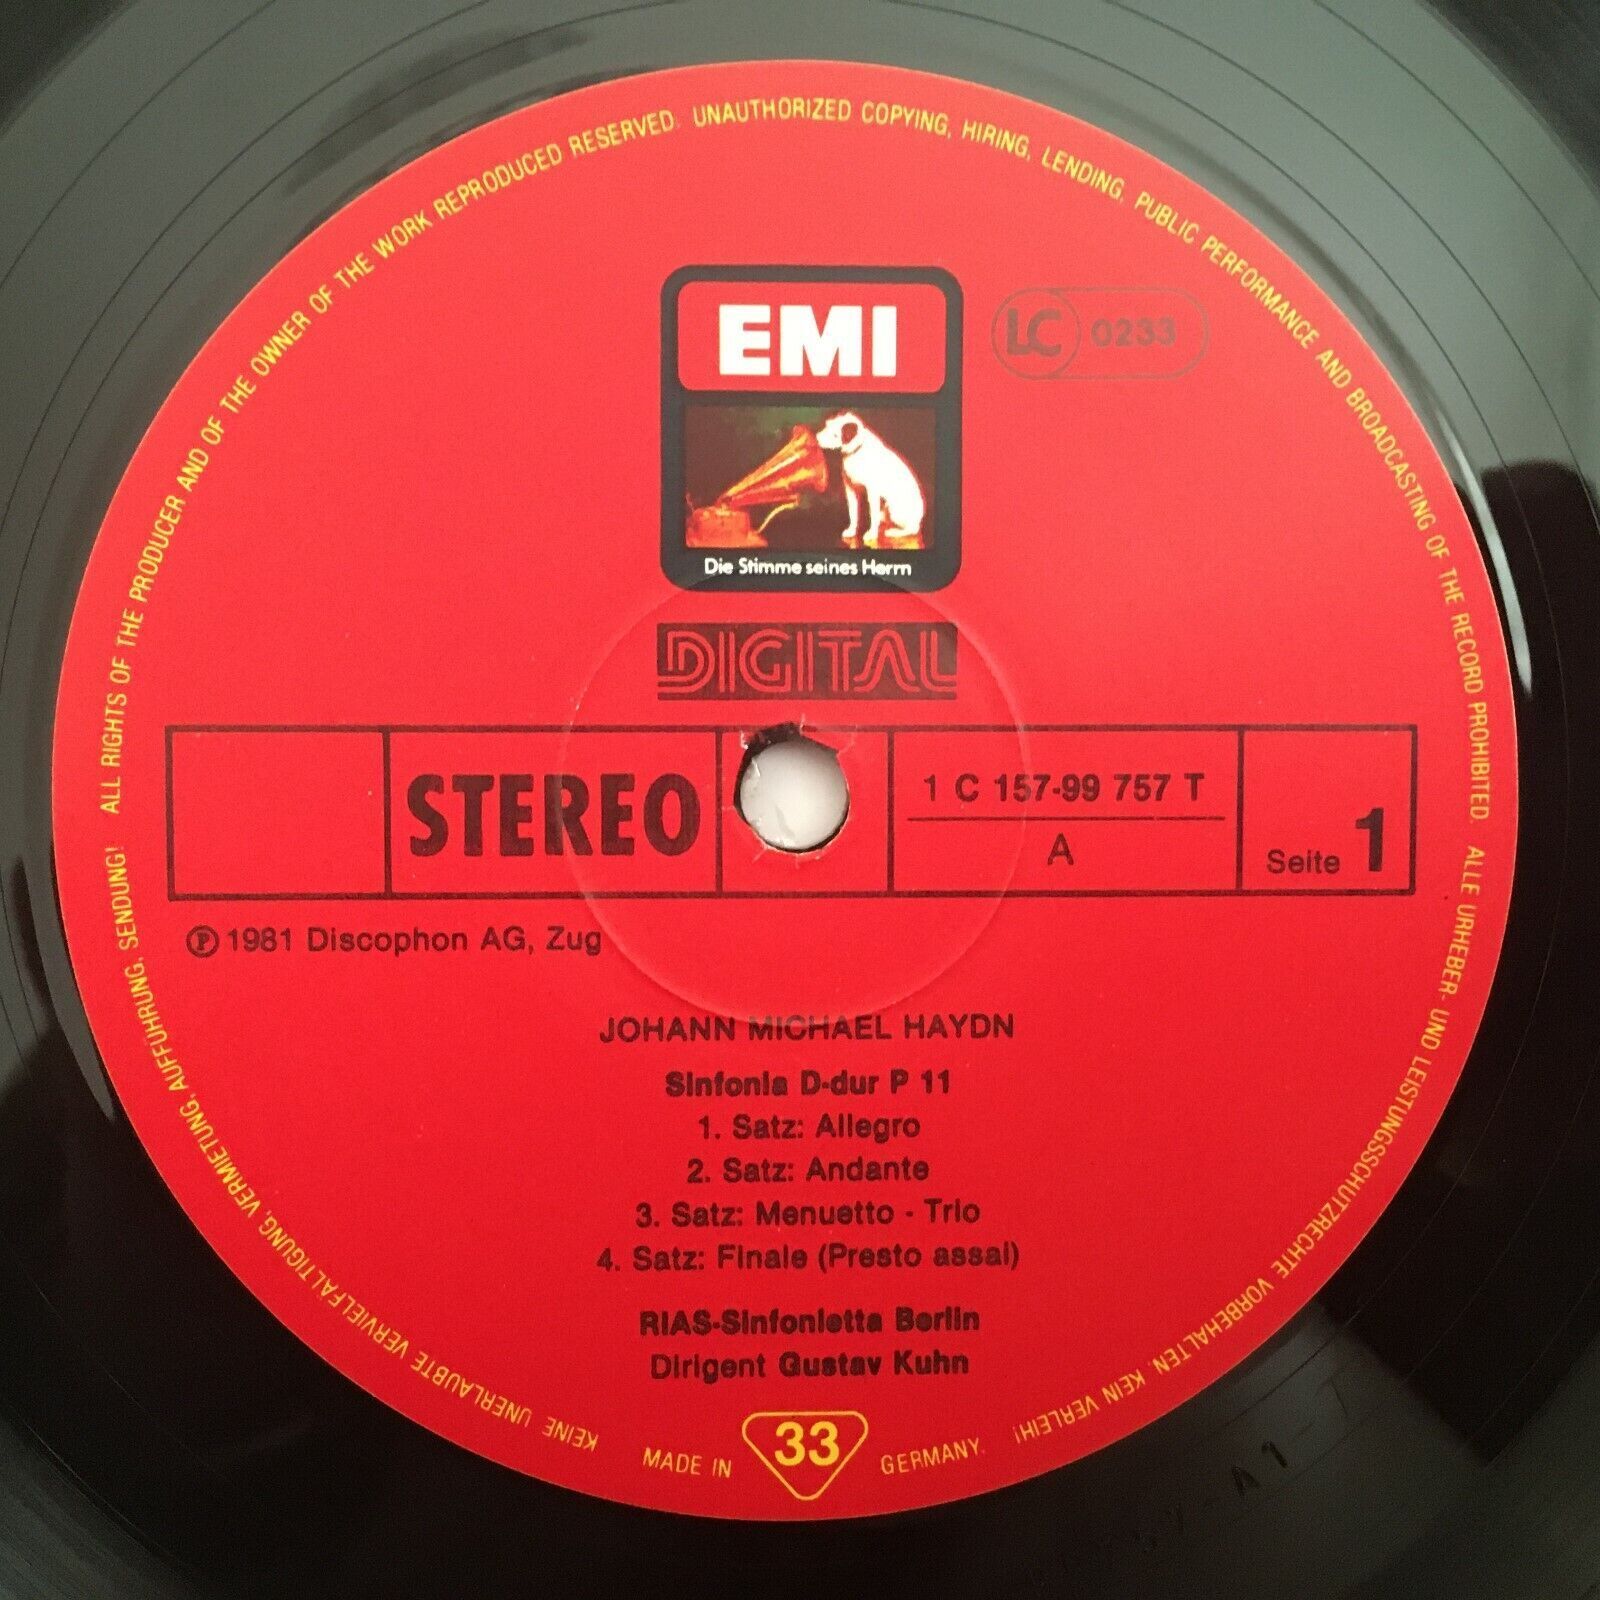 ALL RIGHTS OF THE PRODUCER AND OF THE OWNER OF THE WORK REPRODUCED RESERVED. UNAUTHORIZED COPYING, HIRING, LENDING, PUBLIC PERFORMANCE AND BROADCASTING OF THE RECORD PROHIBITED.
ALLE URHEBER- UND LEISTUNGSSCHUTZRECHTE VORBEHALTEN. KEIN VERLEIH!
KEINE UNERLAUBTE VERVIELFÄLTIGUNG, VERMIETUNG, AUFFÜHRUNG, SENDUNG!
EMI
LC 0233
Die Stimme seines Herrn
DIGITAL
STEREO
1 C 157-99 757 T
A
Seite 1
℗ 1981 Discophon AG, Zug
JOHANN MICHAEL HAYDN
Sinfonia D-dur P 11
1. Satz: Allegro
2. Satz: Andante
3. Satz: Menuetto - Trio
4. Satz: Finale (Presto assai)
RIAS-Sinfonietta Berlin
Dirigent Gustav Kuhn
MADE IN 33 GERMANY.